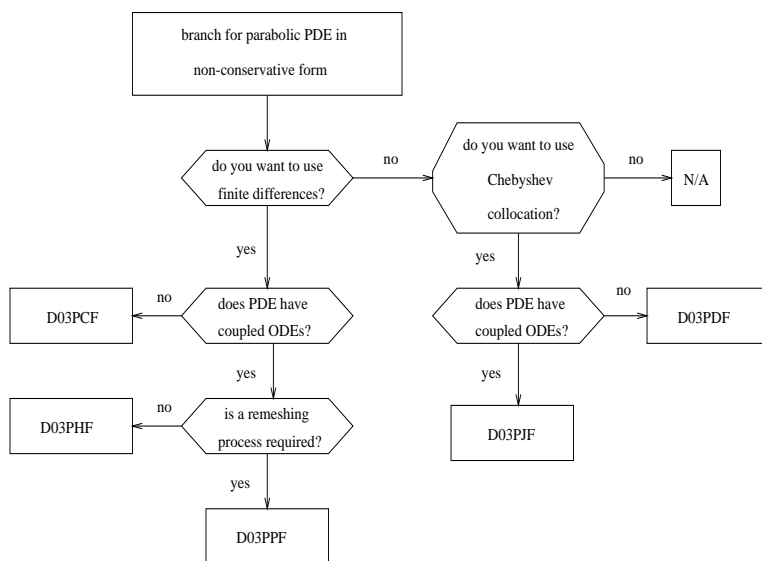 branch for parabolic PDE in
non-conservative form
do you want to use
finite differences?
no
do you want to use
Chebyshev
collocation?
no
N/A
yes
yes
D03PCF
no
does PDE have
coupled ODEs?
does PDE have
coupled ODEs?
no
D03PDF
yes
yes
D03PHF
no
is a remeshing
process required?
D03PJF
yes
D03PPF